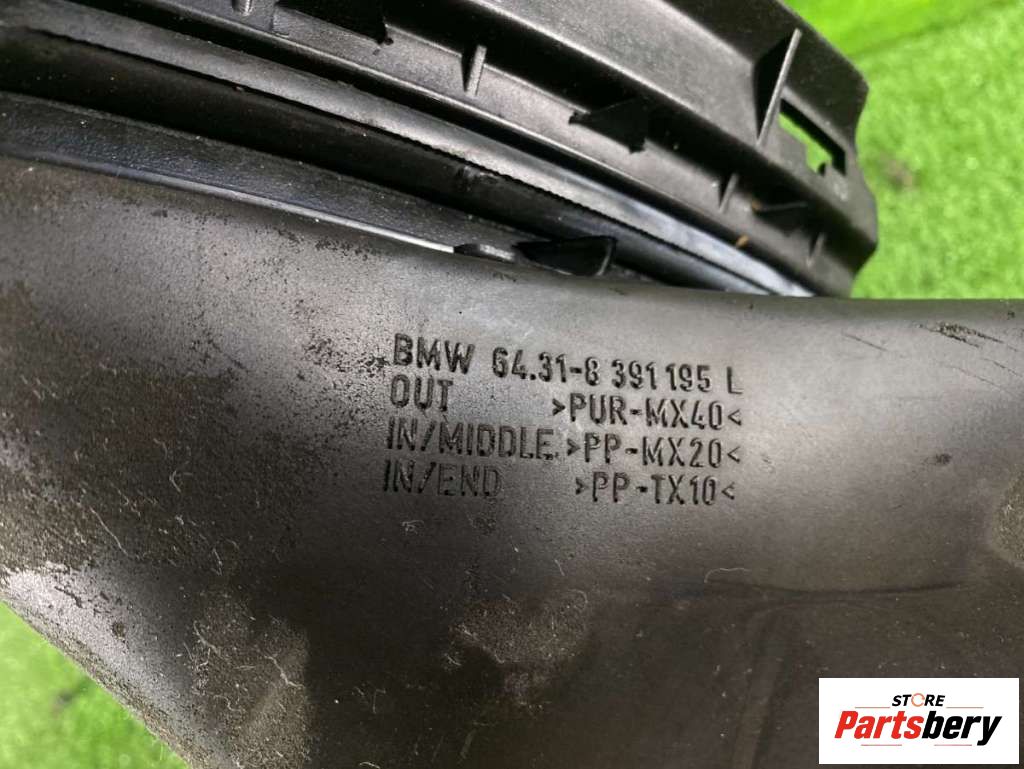 BMW 64.31-8 391 195 L
OUT >PUR-MX40<
IN/MIDDLE >PP-MX20<
IN/END >PP-TX10<
STORE
Partsbery